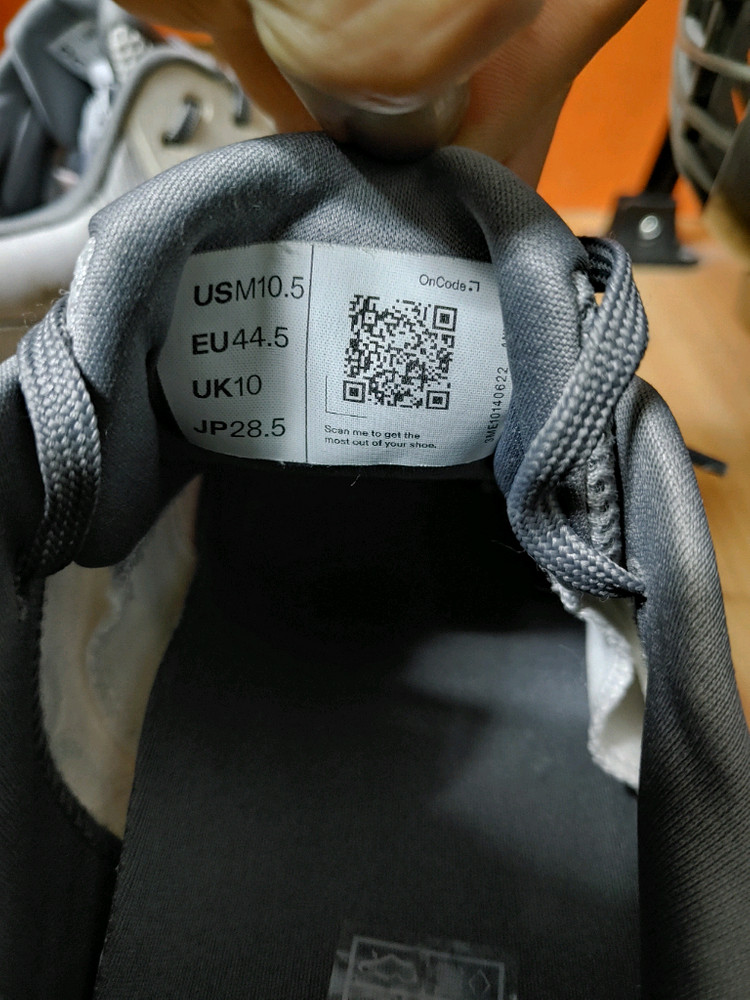 USM10.5
EU44.5
UK10
JP28.5
OnCode
Scan me to get the
most out of your shoe.
3ME10140622